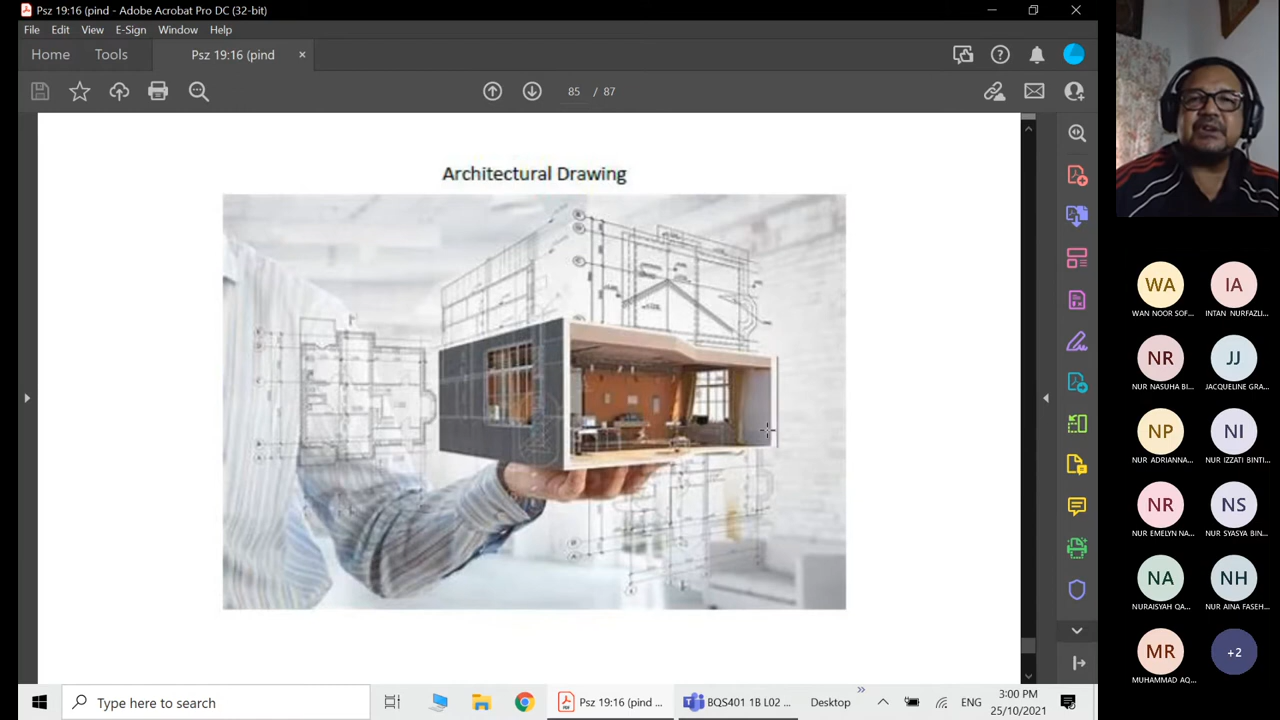 Psz 19:16 (pind - Adobe Acrobat Pro DC (32-bit)
File Edit View E-Sign Window Help
Home Tools Psz 19:16 (pind
85 / 87
Architectural Drawing
WA IA
WAN NOOR SOF... INTAN NURFAZLI...
NR JJ
NUR NASUHA BI... JACQUELINE GRA...
NP NI
NUR ADRIANNA... NUR IZZATI BINTI...
NR NS
NUR EMELYN NA... NUR SYASYA BIN...
NA NH
NURAISYAH QA... NUR AINA FASEH...
MR +2
MUHAMMAD AQ...
Type here to search
Psz 19:16 (pind ...
BQS401 1B L02 ...
Desktop
ENG
3:00 PM
25/10/2021